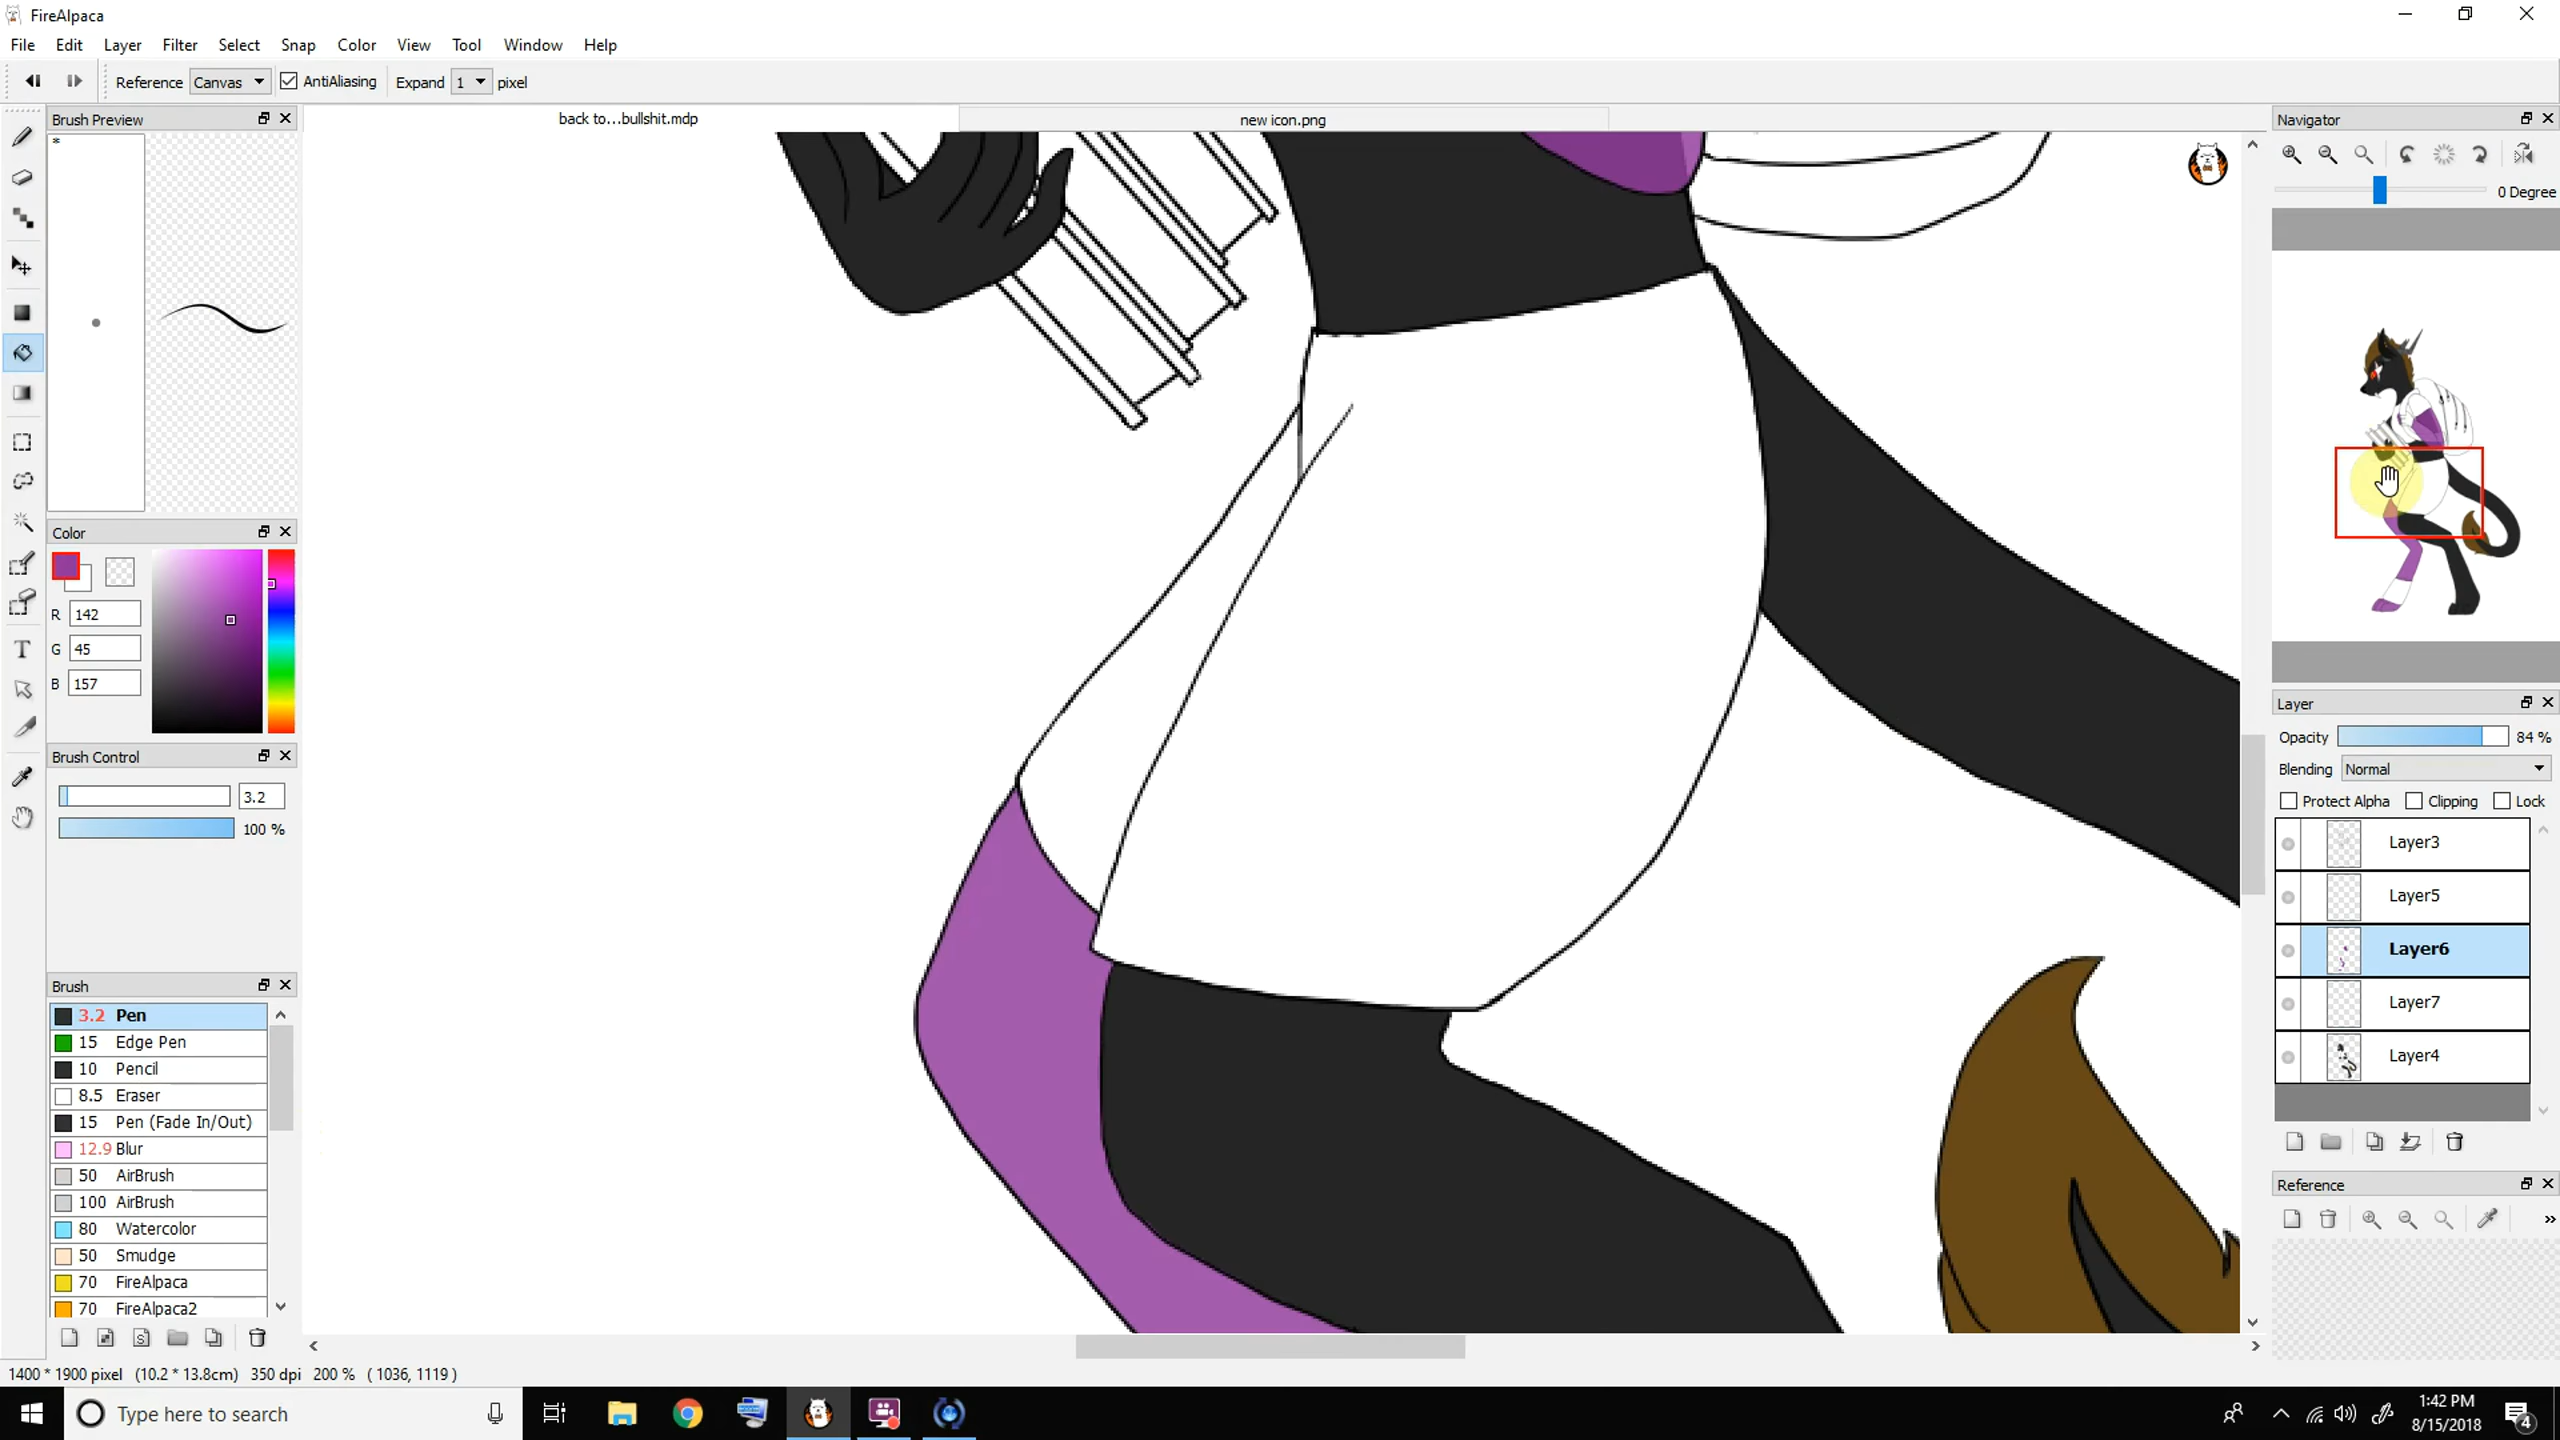 FireAlpaca
File Edit Layer Filter Select Snap Color View Tool Window Help
Reference Canvas AntiAliasing Expand 1 pixel
Brush Preview
*
back to...bullshit.mdp
new icon.png
Navigator
0 Degree
Color
R 142
G 45
B 157
Brush Control
3.2
100 %
Brush
3.2 Pen
15 Edge Pen
10 Pencil
8.5 Eraser
15 Pen (Fade In/Out)
12.9 Blur
50 AirBrush
100 AirBrush
80 Watercolor
50 Smudge
70 FireAlpaca
70 FireAlpaca2
Layer
Opacity 84 %
Blending Normal
Protect Alpha Clipping Lock
Layer3
Layer5
Layer6
Layer7
Layer4
Reference
»
1400 * 1900 pixel (10.2 * 13.8cm) 350 dpi 200 % ( 1036, 1119 )
Type here to search
1:42 PM
8/15/2018
4